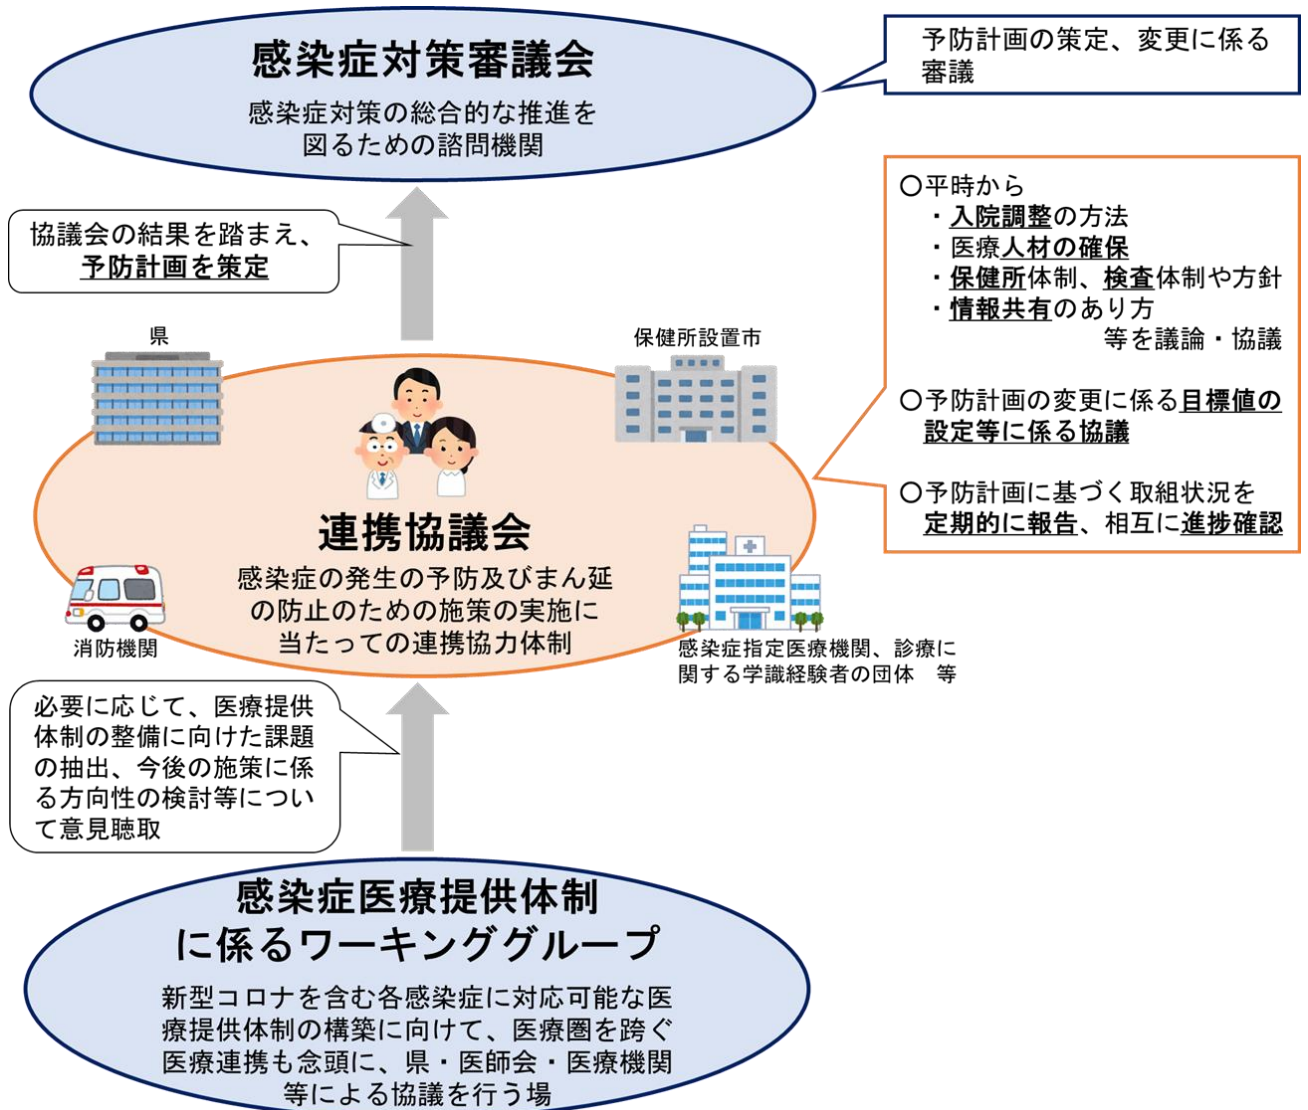 感染症対策審議会
感染症対策の総合的な推進を
図るための諮問機関
予防計画の策定、変更に係る
審議
協議会の結果を踏まえ、
予防計画を策定
〇平時から
・入院調整の方法
・医療人材の確保
・保健所体制、検査体制や方針
・情報共有のあり方
等を議論・協議
〇予防計画の変更に係る目標値の
設定等に係る協議
〇予防計画に基づく取組状況を
定期的に報告、相互に進捗確認
県
保健所設置市
連携協議会
感染症の発生の予防及びまん延
の防止のための施策の実施に
当たっての連携協力体制
消防機関
感染症指定医療機関、診療に
関する学識経験者の団体　等
必要に応じて、医療提供
体制の整備に向けた課題
の抽出、今後の施策に係
る方向性の検討等につい
て意見聴取
感染症医療提供体制
に係るワーキンググループ
新型コロナを含む各感染症に対応可能な医
療提供体制の構築に向けて、医療圏を跨ぐ
医療連携も念頭に、県・医師会・医療機関
等による協議を行う場